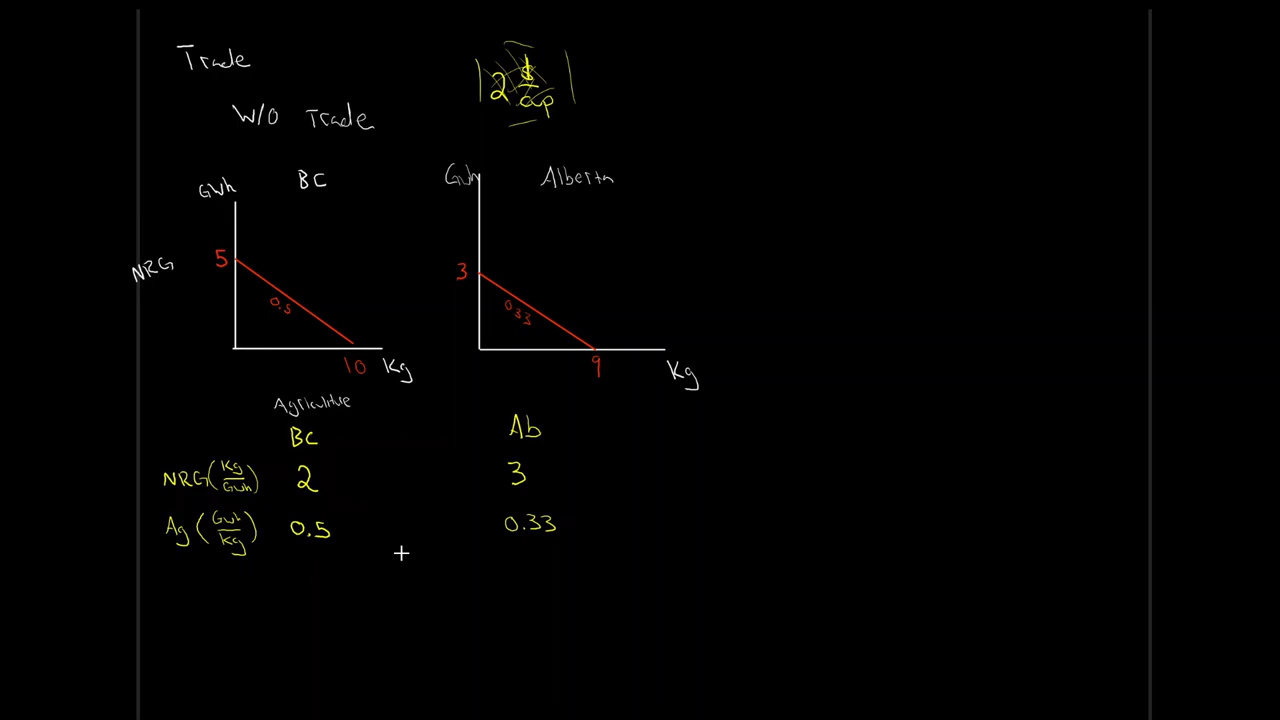 Trade
2 $/cup
W/O Trade
GWh BC
Gwh Alberta
NRG
5
0.5
10 Kg
3
0.33
9 Kg
Agriculture
BC Ab
NRG (Kg/GWh) 2 3
Ag (GWh/Kg) 0.5 0.33